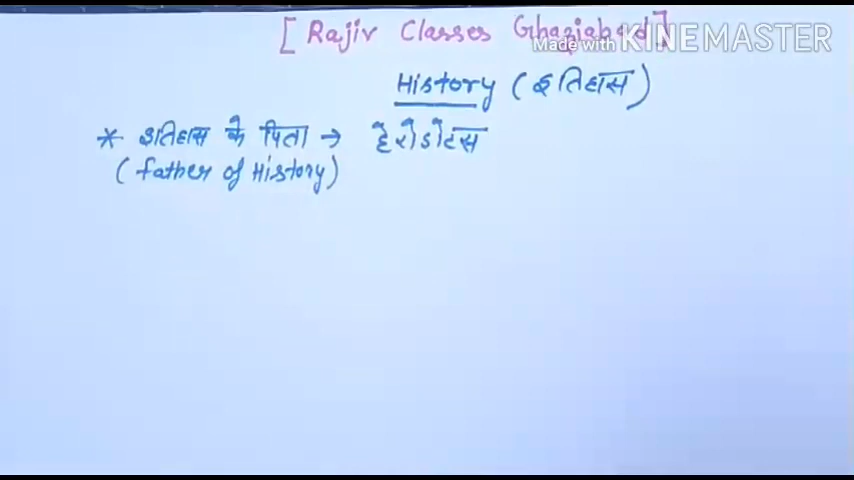 [Rajiv Classes Ghaziabad]
Made with KINEMASTER
History (इतिहास)
* इतिहास के पिता → हेरोडोटस
(father of History)